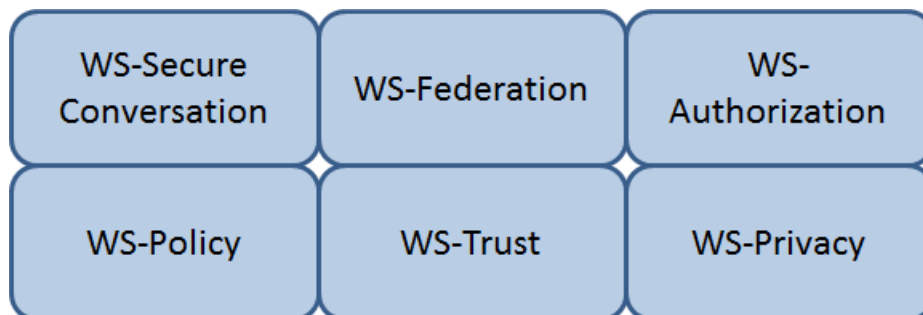 WS-Secure
Conversation
WS-Federation
WS-
Authorization
WS-Policy
WS-Trust
WS-Privacy